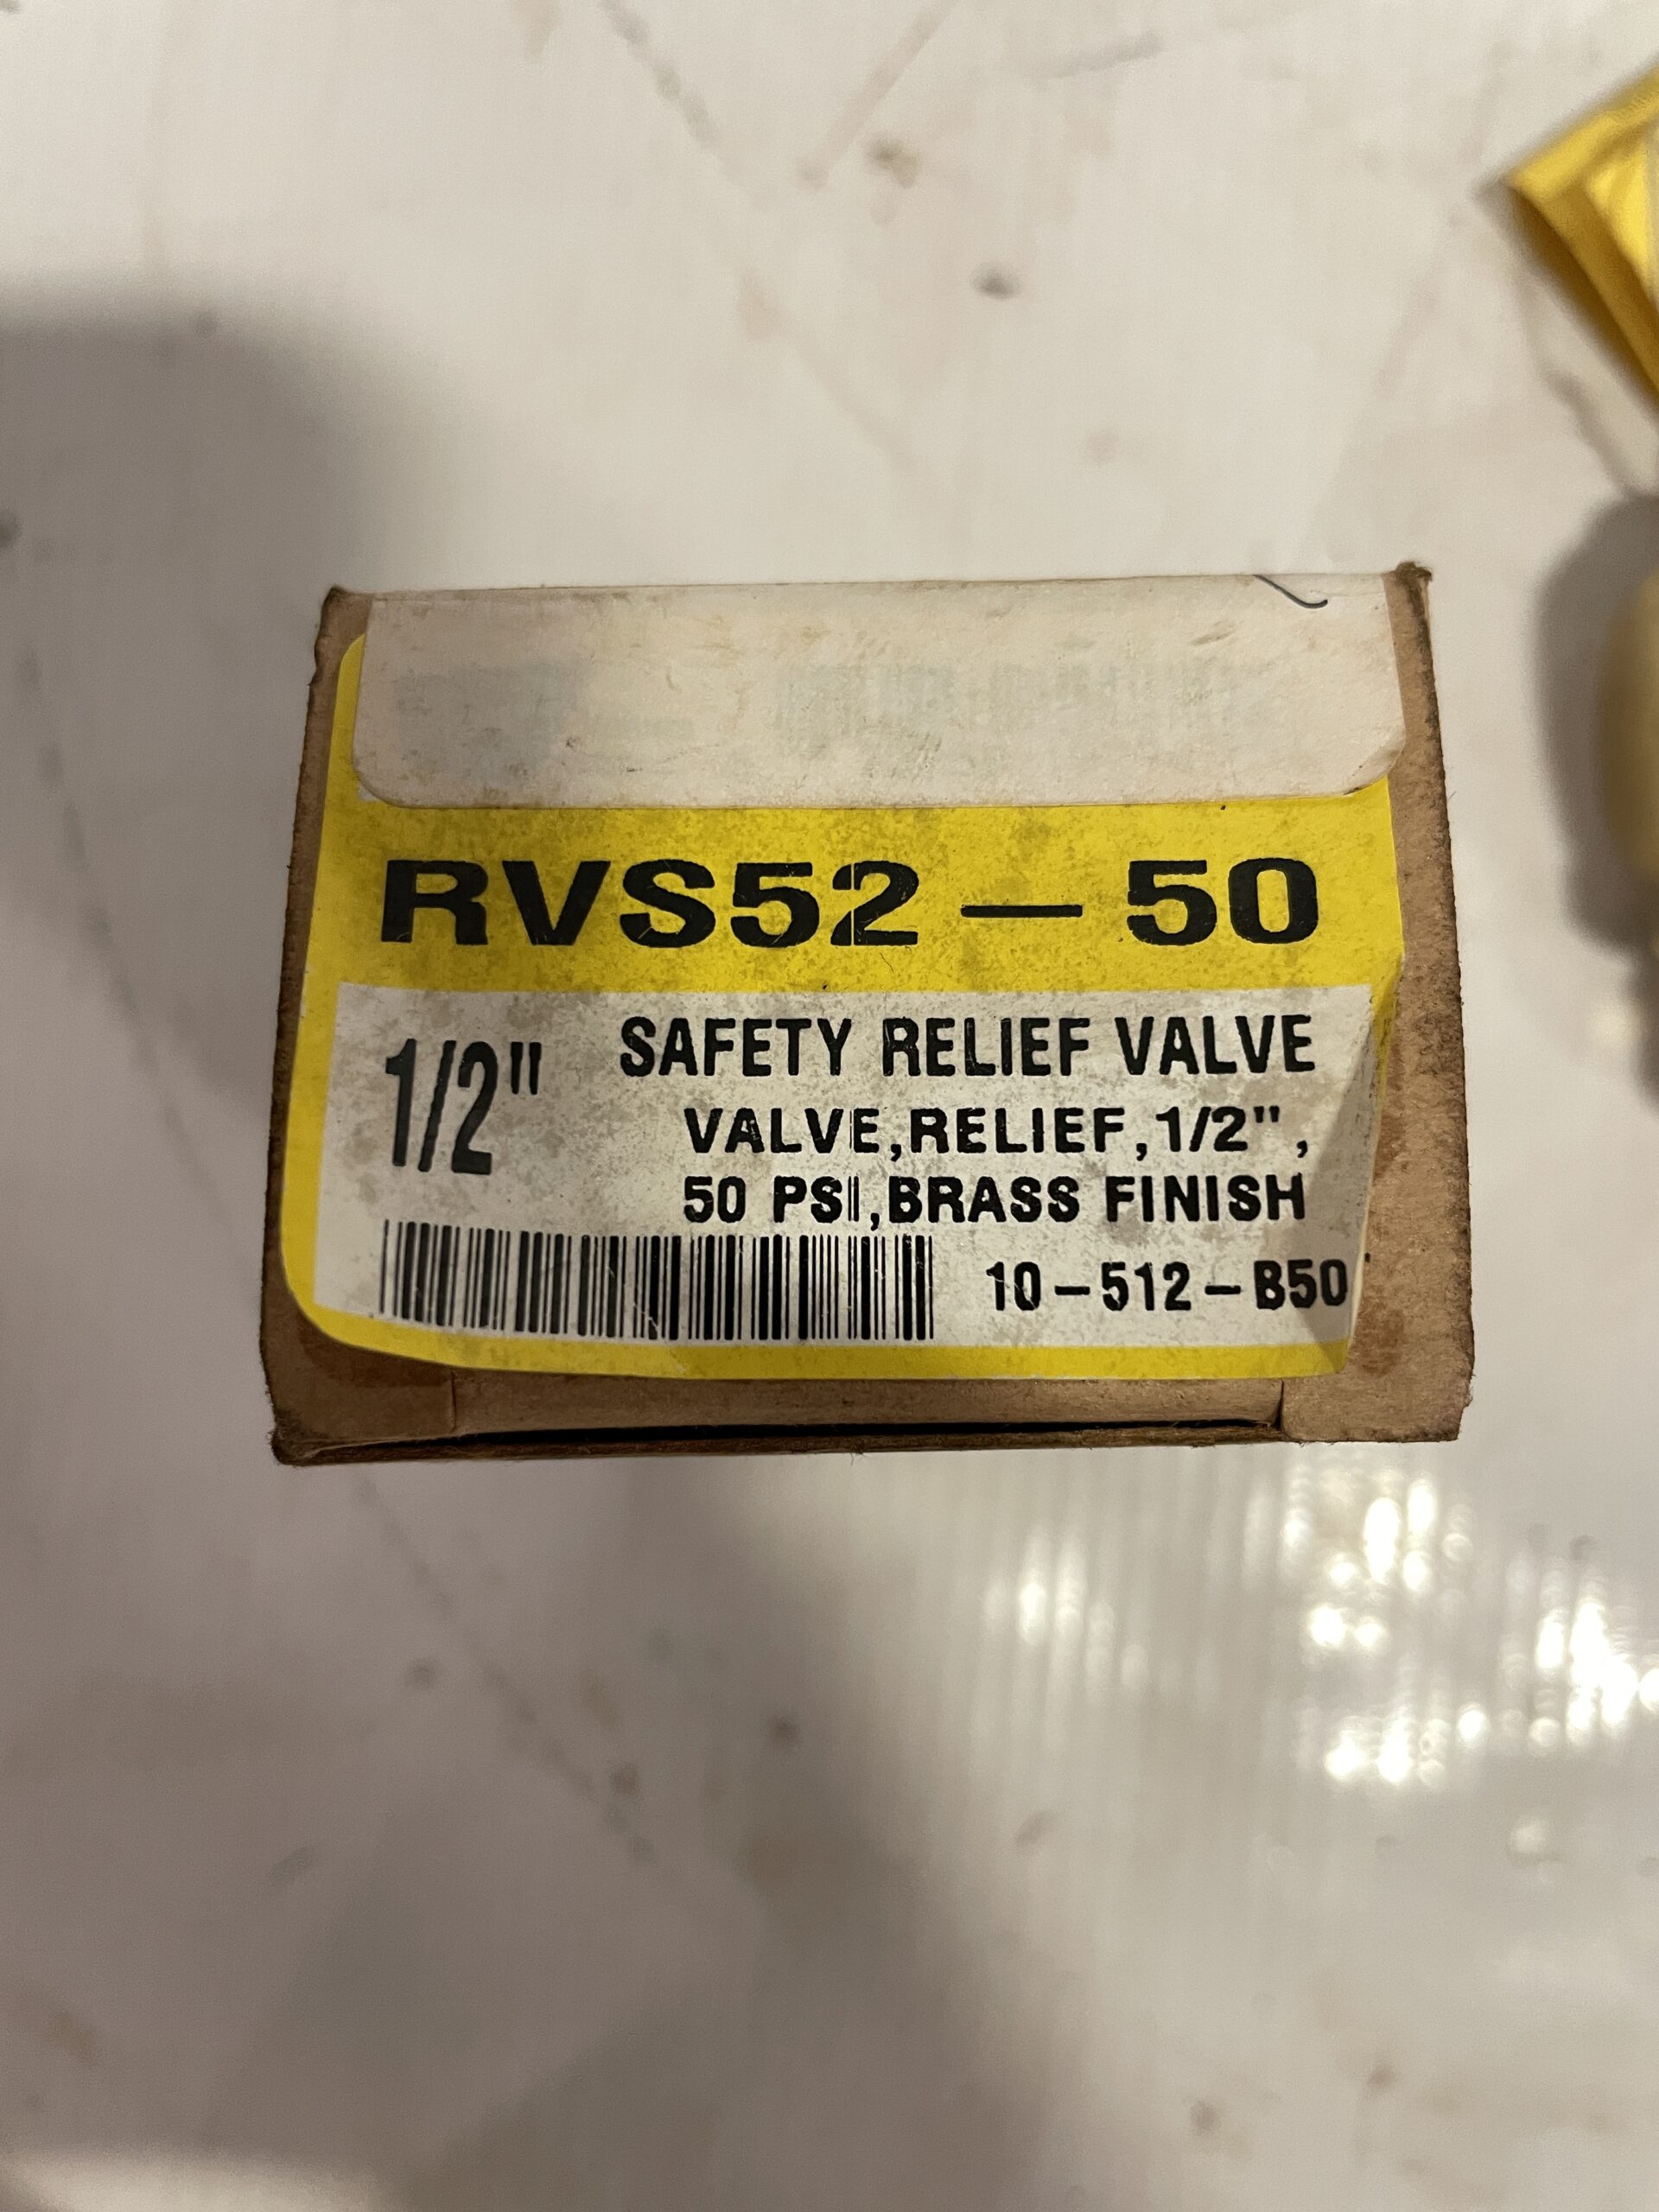 RVS52-50
1/2" SAFETY RELIEF VALVE
VALVE,RELIEF,1/2",
50 PSI,BRASS FINISH
10-512-B50